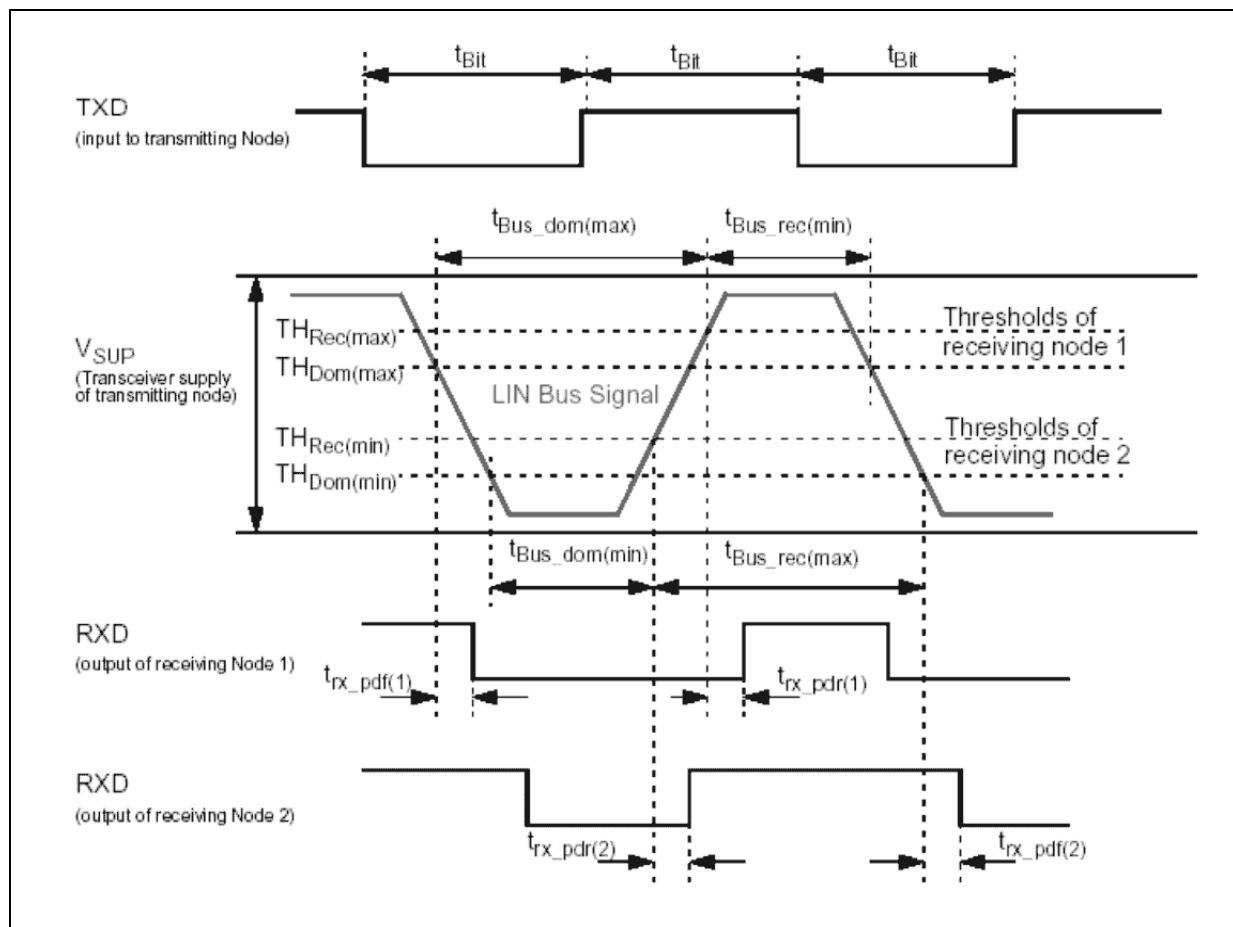 tBit tBit tBit
TXD
(input to transmitting Node)
tBus_dom(max) tBus_rec(min)
THRec(max)
Thresholds of
receiving node 1
VSUP
(Transceiver supply
of transmitting node)
THDom(max)
LIN Bus Signal
THRec(min)
Thresholds of
receiving node 2
THDom(min)
tBus_dom(min) tBus_rec(max)
RXD
(output of receiving Node 1)
trx_pdf(1) trx_pdr(1)
RXD
(output of receiving Node 2)
trx_pdr(2) trx_pdf(2)